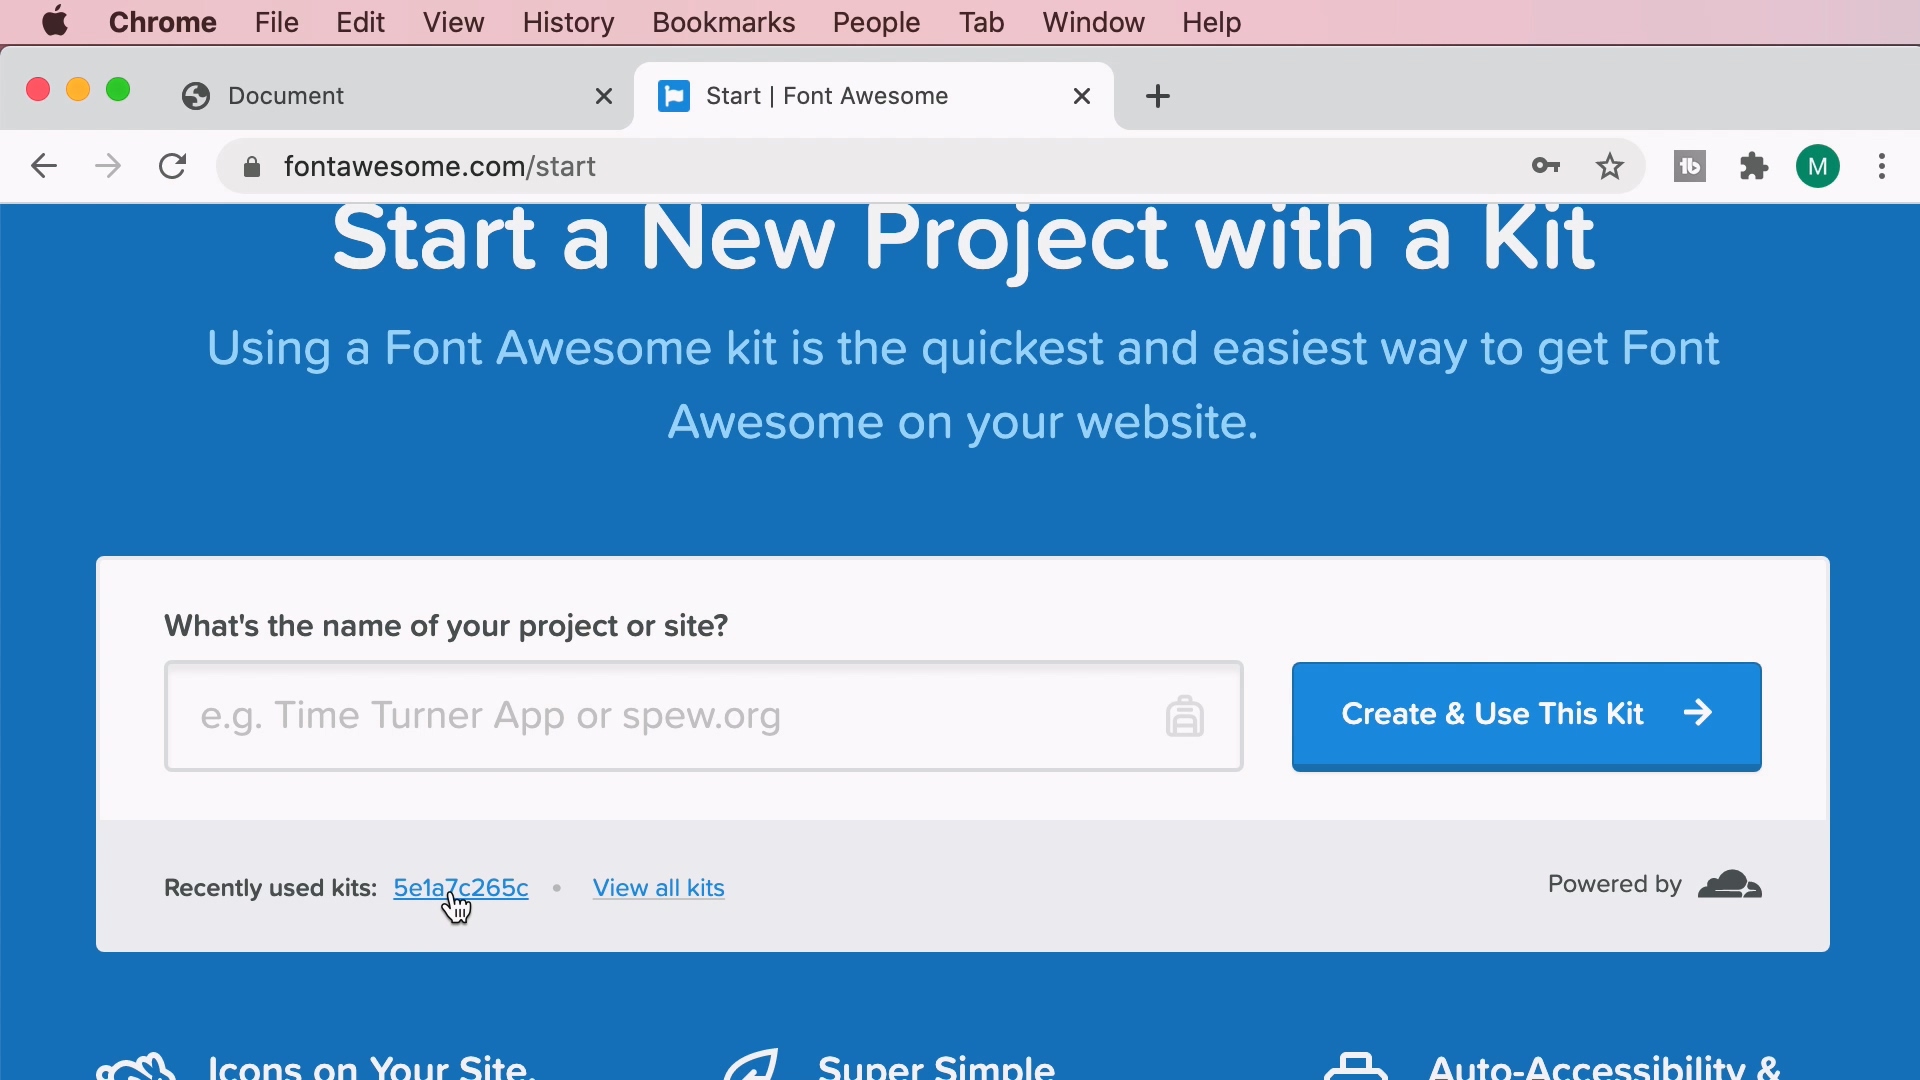 Chrome File Edit View History Bookmarks People Tab Window Help
Document
Start | Font Awesome
fontawesome.com/start
M
Start a New Project with a Kit
Using a Font Awesome kit is the quickest and easiest way to get Font
Awesome on your website.
What's the name of your project or site?
e.g. Time Turner App or spew.org
Create & Use This Kit
Recently used kits: 5e1a7c265c • View all kits
Powered by
Icons on Your Site,
Super Simple
Auto-Accessibility &